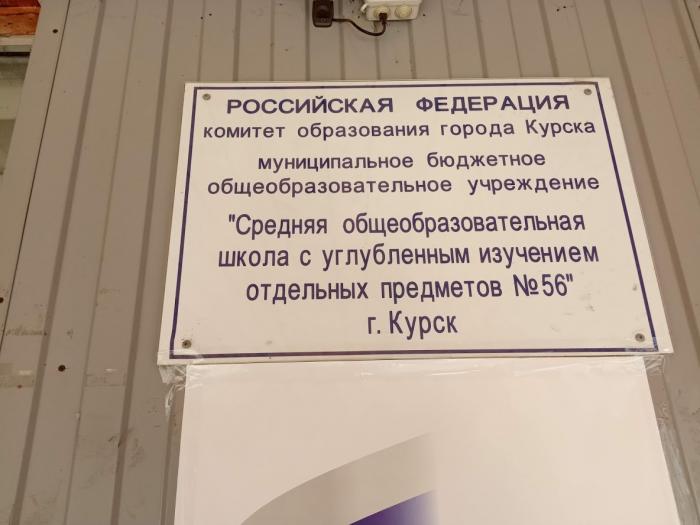 РОССИЙСКАЯ ФЕДЕРАЦИЯ
комитет образования города Курска
муниципальное бюджетное
общеобразовательное учреждение
"Средняя общеобразовательная
школа с углубленным изучением
отдельных предметов №56"
г. Курск